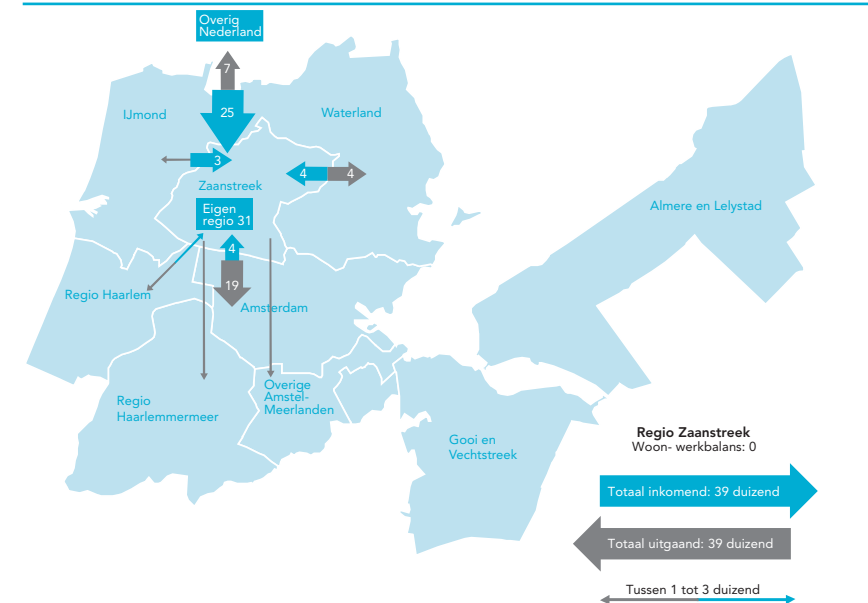 Overig
Nederland
7
25
IJmond
Waterland
3
4
4
Zaanstreek
Eigen
regio 31
Almere en Lelystad
4
19
Regio Haarlem
Amsterdam
Regio
Haarlemmermeer
Overige
Amstel-
Meerlanden
Gooi en
Vechtstreek
Regio Zaanstreek
Woon- werkbalans: 0
Totaal inkomend: 39 duizend
Totaal uitgaand: 39 duizend
Tussen 1 tot 3 duizend